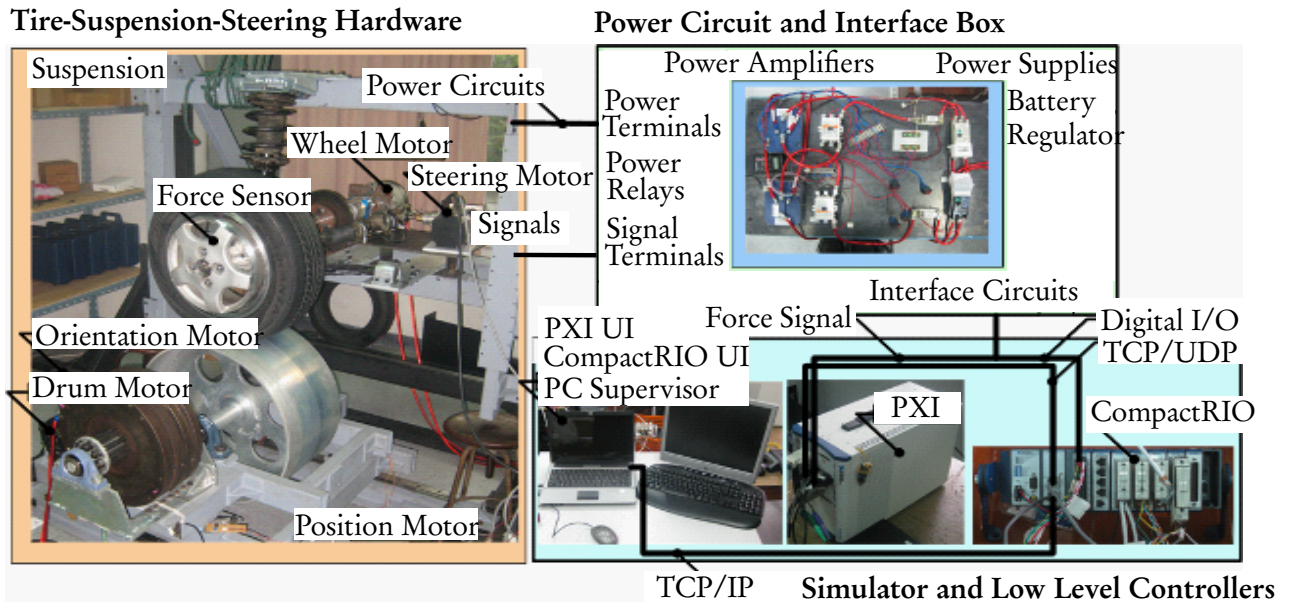 Tire-Suspension-Steering Hardware
Power Circuit and Interface Box
Suspension
Power Circuits
Wheel Motor
Steering Motor
Force Sensor
Signals
Orientation Motor
Drum Motor
Position Motor
Power Amplifiers
Power Supplies
Power
Terminals
Battery
Regulator
Power
Relays
Signal
Terminals
Interface Circuits
Force Signal
Digital I/O
TCP/UDP
PXI UI
CompactRIO UI
PC Supervisor
PXI
CompactRIO
TCP/IP
Simulator and Low Level Controllers